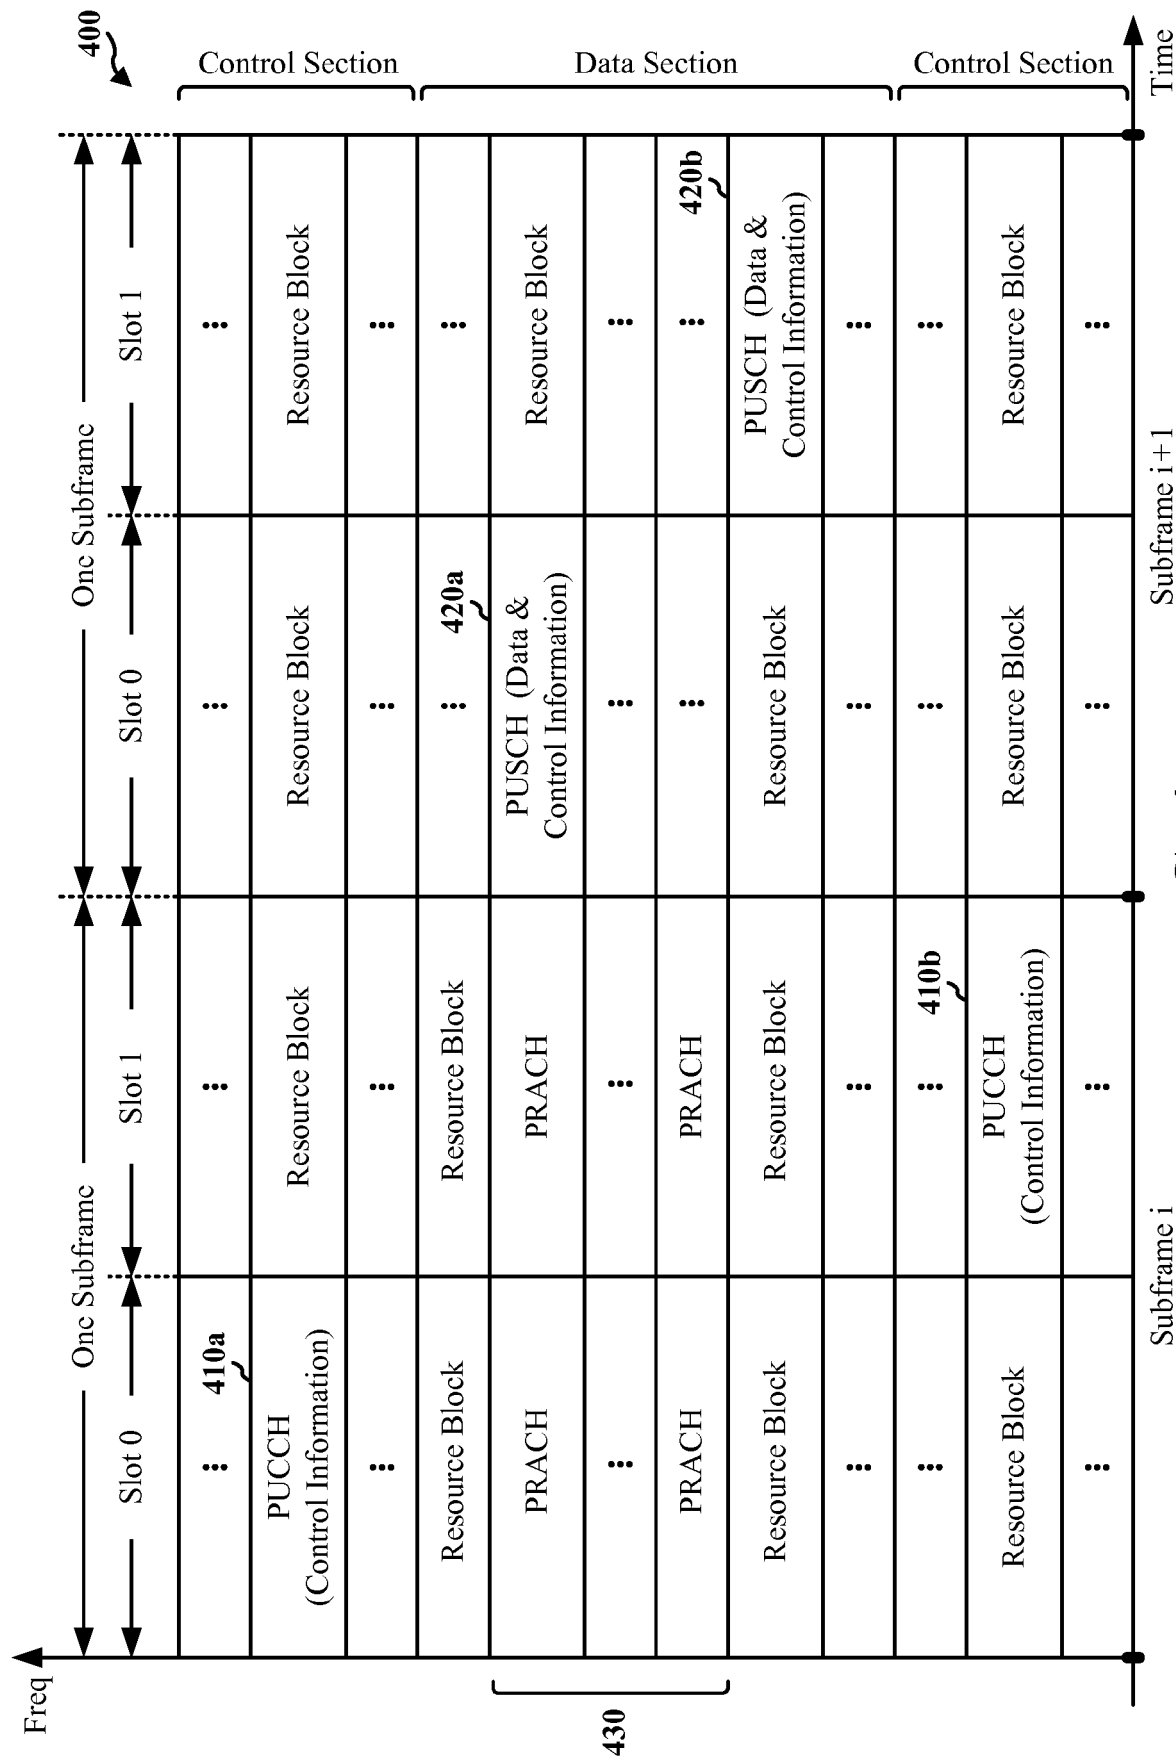 Freq
400
One Subframe
One Subframe
Slot 0
Slot 1
Slot 0
Slot 1
...
410a
...
...
...
PUCCH
(Control Information)
Resource Block
Resource Block
Resource Block
Control Section
...
...
...
...
Resource Block
Resource Block
...
420a
...
PRACH
PRACH
PUSCH (Data &
Control Information)
Resource Block
430
...
...
...
...
Data Section
PRACH
PRACH
...
...
420b
Resource Block
Resource Block
Resource Block
PUSCH (Data &
Control Information)
...
...
...
...
...
...
410b
...
...
Resource Block
PUCCH
(Control Information)
Resource Block
Resource Block
Control Section
...
...
...
...
Subframe i
Subframe i+1
Time